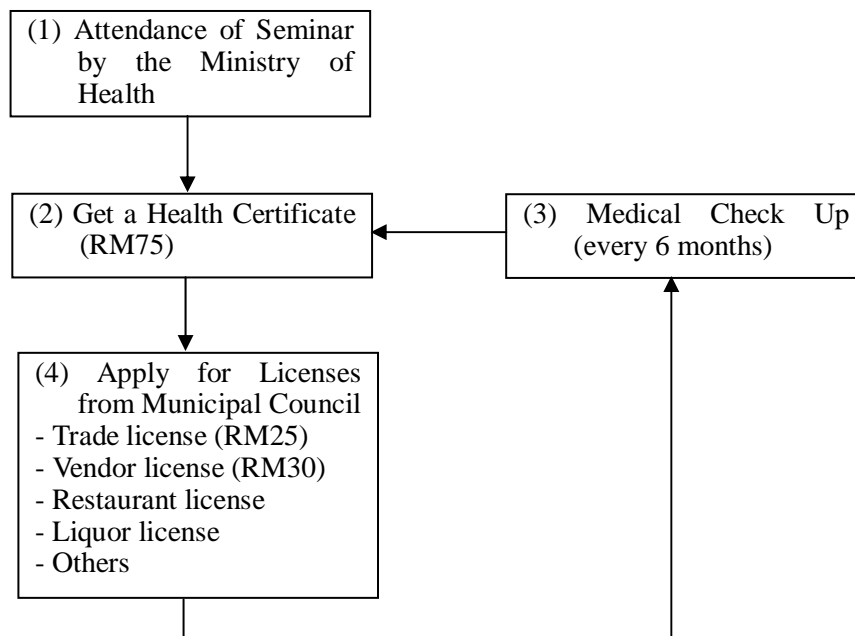 (1) Attendance of Seminar
by the Ministry of
Health
(2) Get a Health Certificate
(RM75)
(3) Medical Check Up
(every 6 months)
(4) Apply for Licenses
from Municipal Council
- Trade license (RM25)
- Vendor license (RM30)
- Restaurant license
- Liquor license
- Others